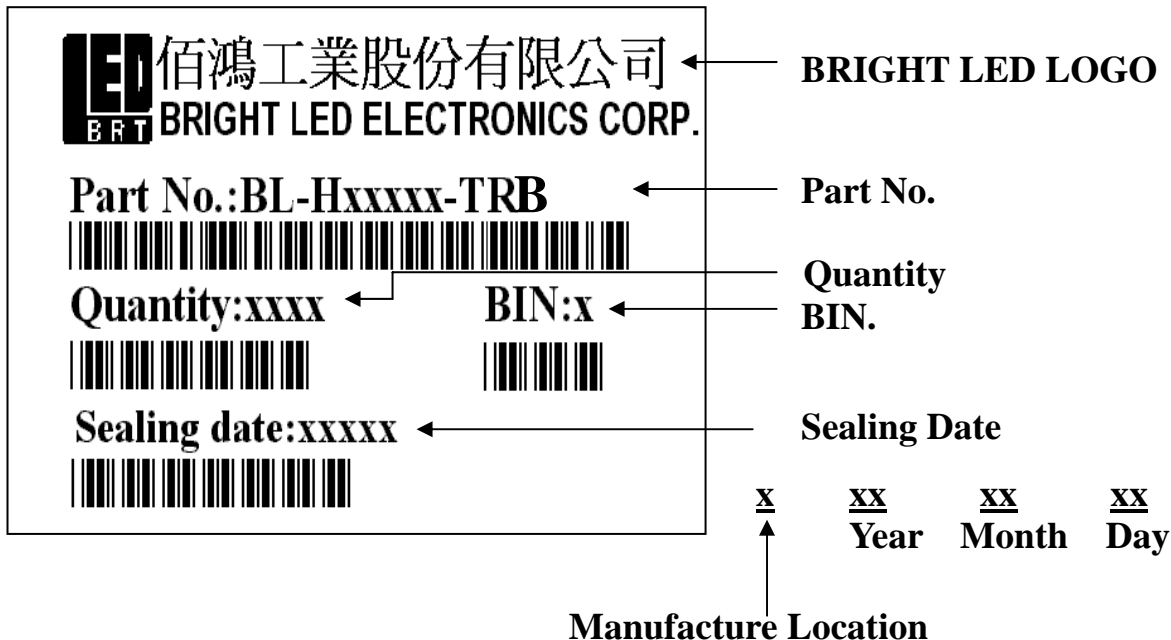 LED
佰鴻工業股份有限公司
BRT
BRIGHT LED ELECTRONICS CORP.
BRIGHT LED LOGO
Part No.:BL-Hxxxxx-TRB
Part No.
Quantity
Quantity:xxxx
BIN:x
BIN.
Sealing date:xxxxx
Sealing Date
x xx xx xx
Year Month Day
Manufacture Location